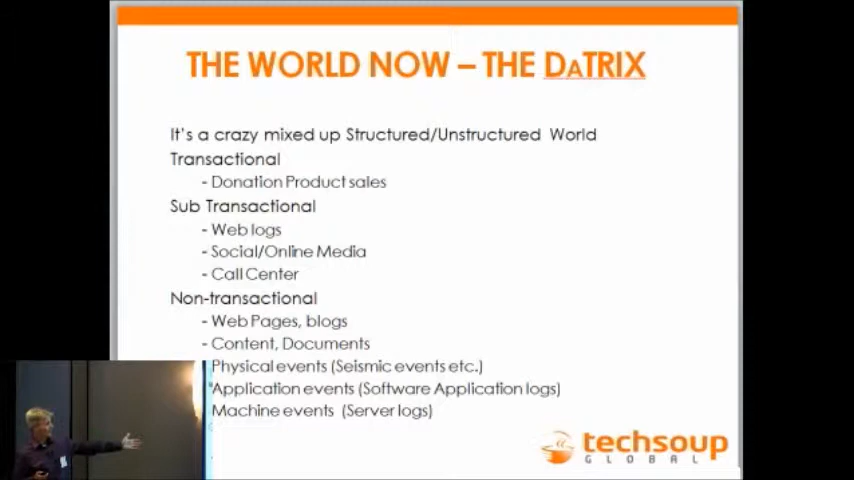 THE WORLD NOW – THE DATRIX
It's a crazy mixed up Structured/Unstructured World
Transactional
- Donation Product sales
Sub Transactional
- Web logs
- Social/Online Media
- Call Center
Non-transactional
- Web Pages, blogs
- Content, Documents
Physical events (Seismic events etc.)
Application events (Software Application logs)
Machine events (Server logs)
techsoup
GLOBAL